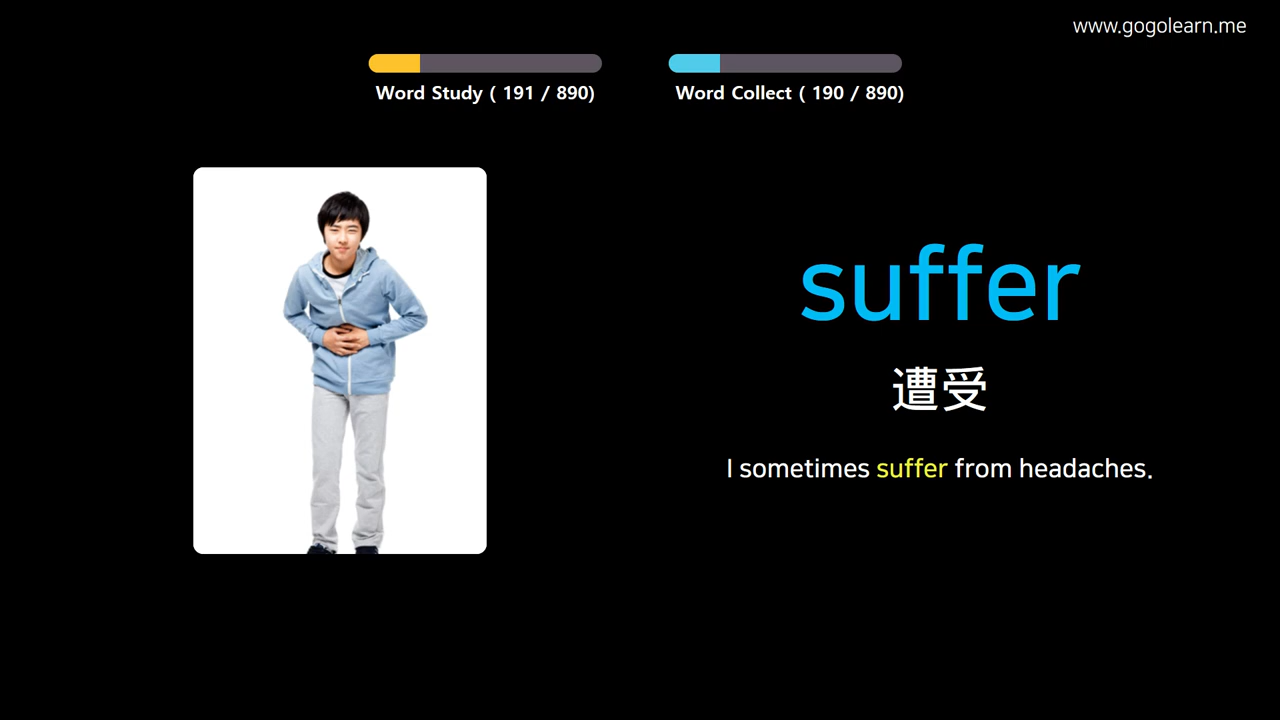 www.gogolearn.me
Word Study ( 191 / 890)
Word Collect ( 190 / 890)
suffer
遭受
I sometimes suffer from headaches.